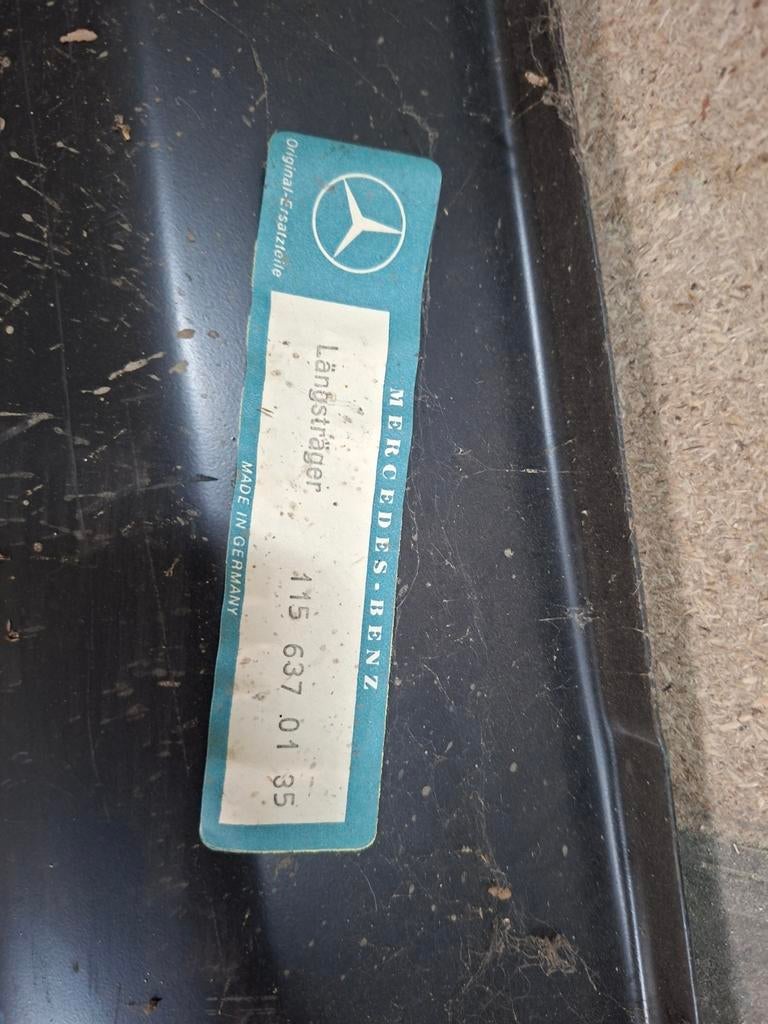 Original-Ersatzteile
MERCEDES-BENZ
Längsträger 115 637 01 35
MADE IN GERMANY